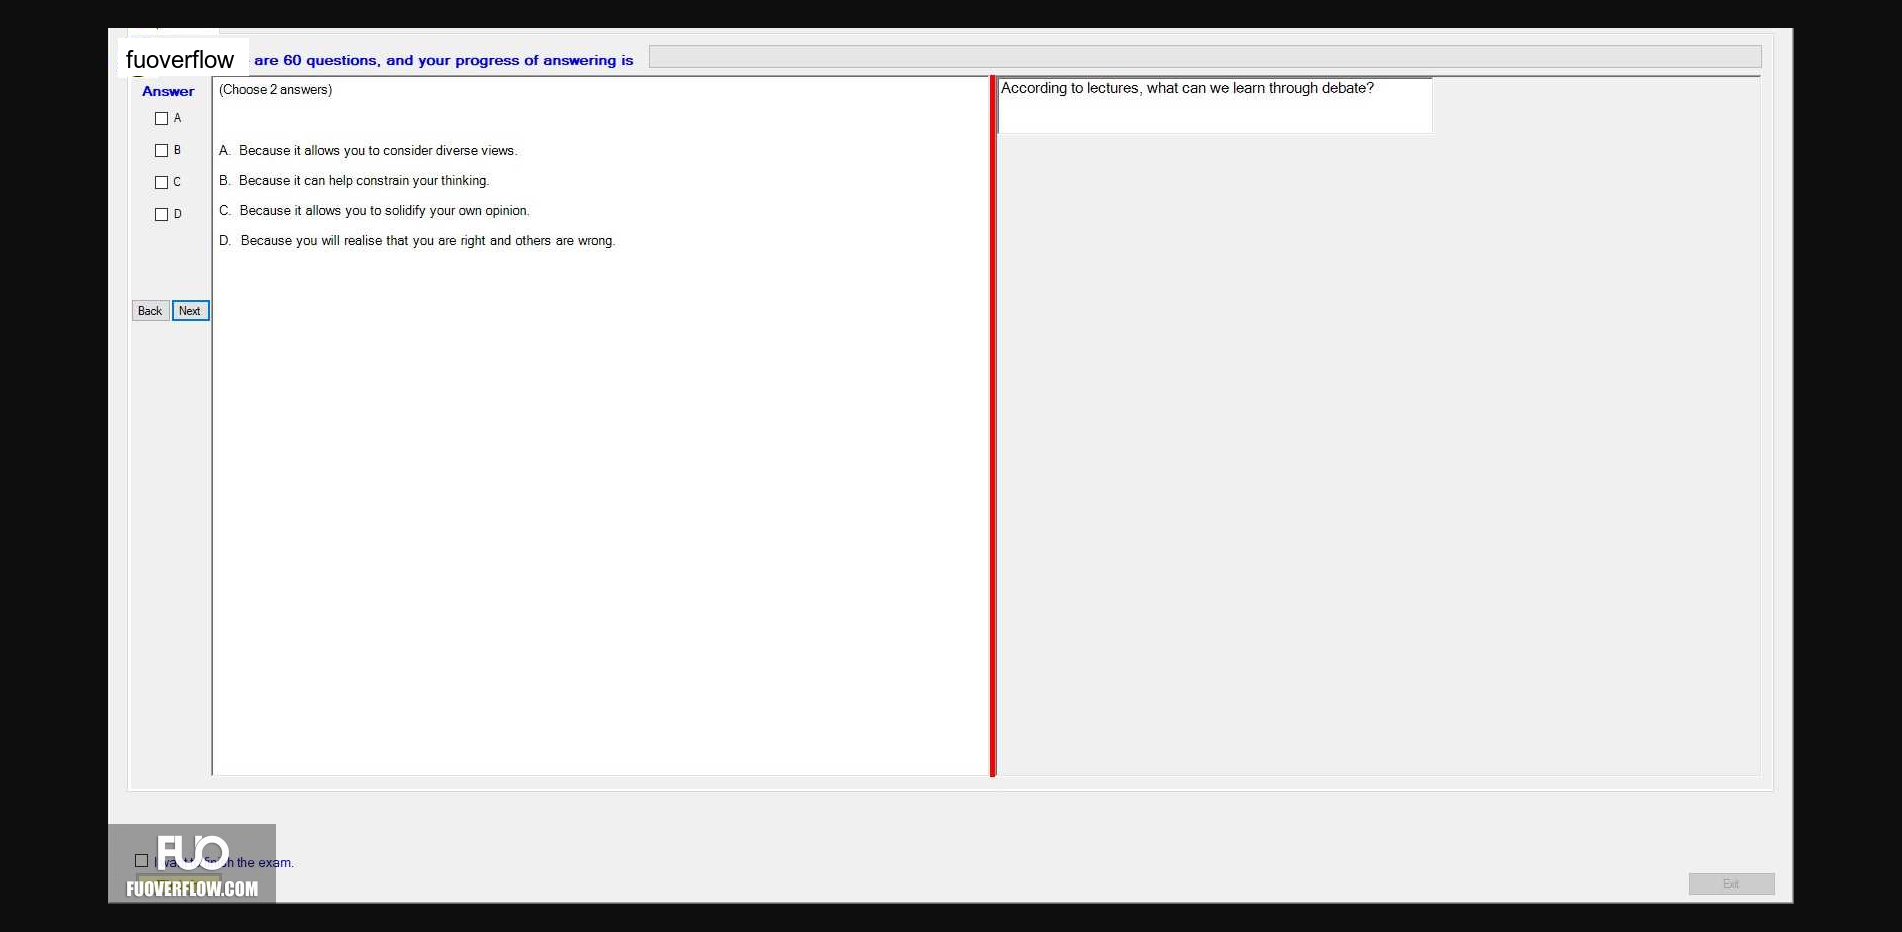 fuoverflow are 60 questions, and your progress of answering is
Answer
A
B
C
D
Back Next
(Choose 2 answers)
A. Because it allows you to consider diverse views.
B. Because it can help constrain your thinking.
C. Because it allows you to solidify your own opinion.
D. Because you will realise that you are right and others are wrong.
According to lectures, what can we learn through debate?
I want to finish the exam.
FUO
FUOVERFLOW.COM
Exit